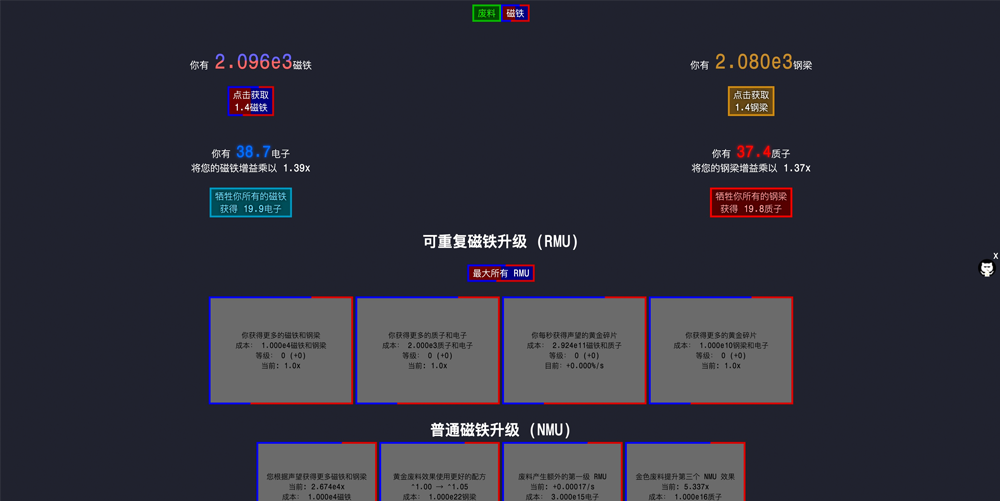 废料 磁铁
你有 2.096e3磁铁
点击获取
1.4磁铁
你有 38.7电子
将您的磁铁增益乘以 1.39x
牺牲你所有的磁铁
获得 19.9电子
你有 2.080e3钢梁
点击获取
1.4钢梁
你有 37.4质子
将您的钢梁增益乘以 1.37x
牺牲你所有的钢梁
获得 19.8质子
x
可重复磁铁升级 (RMU)
最大所有 RMU
你获得更多的磁铁和钢梁
成本: 1.000e4磁铁和钢梁
等级: 0 (+0)
当前: 1.0x
你获得更多的质子和电子
成本: 2.000e3质子和电子
等级: 0 (+0)
当前: 1.0x
你每秒获得声望的黄金碎片
成本: 2.924e11磁铁和质子
等级: 0 (+0)
目前: +0.000%/s
你获得更多的黄金碎片
成本: 1.000e10钢梁和电子
等级: 0 (+0)
当前: 1.0x
普通磁铁升级 (NMU)
您根据声望获得更多磁铁和钢梁
当前: 2.674e4x
成本: 1.000e4磁铁
黄金废料效果使用更好的配方
^1.00 → ^1.05
成本: 1.000e22钢梁
废料产生额外的第一级 RMU
当前: +0.00017/s
成本: 3.000e15电子
金色废料提升第三个 NMU 效果
当前: 5.337x
成本: 1.000e16质子